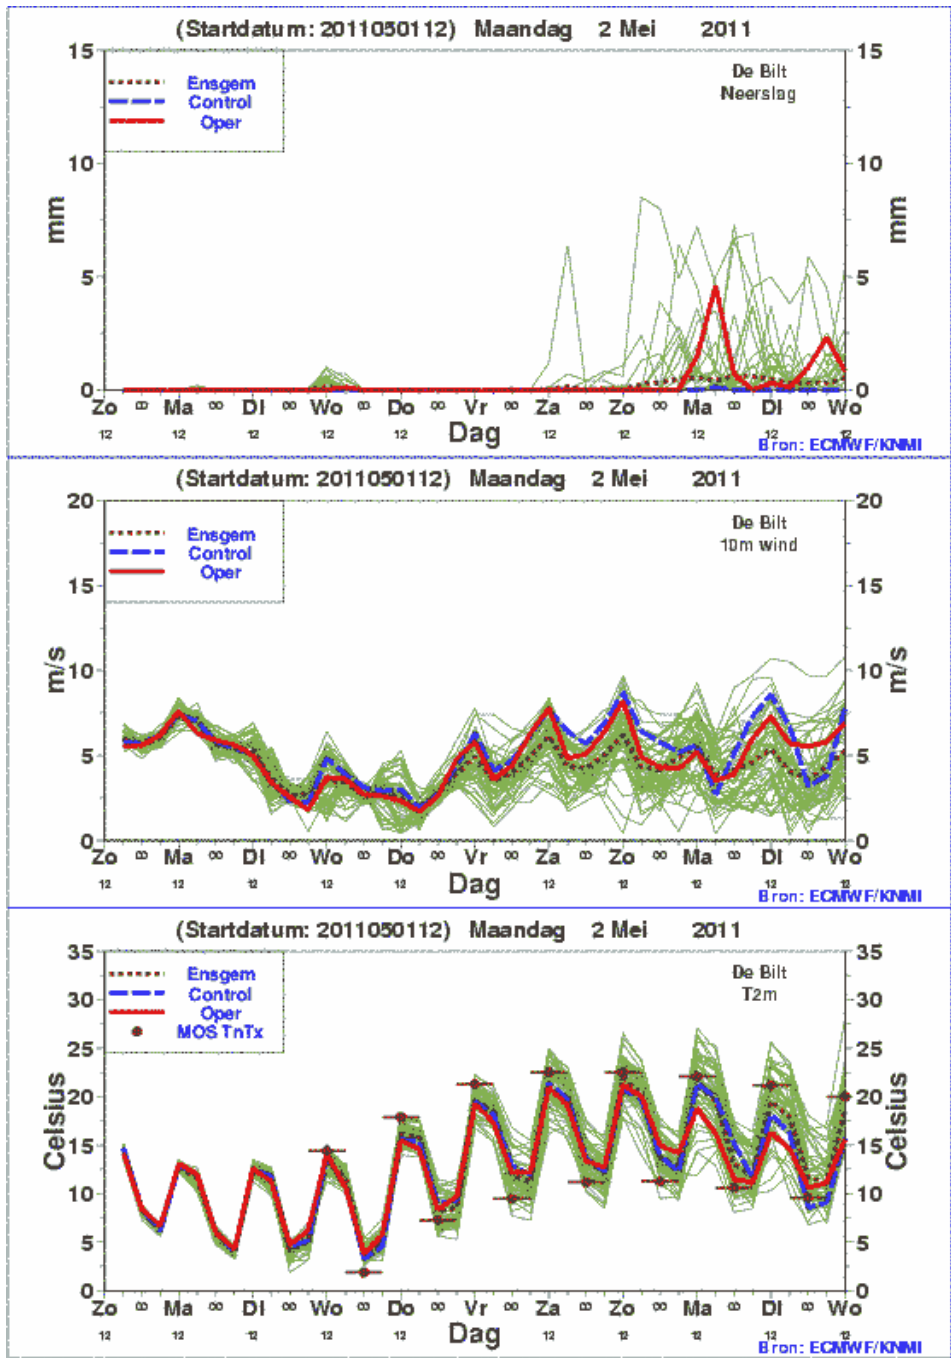 (Startdatum: 2011050112) Maandag 2 Mei 2011
15 15
Ensgem
Control
Oper
De Bilt
Neerslag
10 10
mm mm
5 5
0 0
Zo 00 Ma 00 DI 00 Wo 00 Do 00 Vr 00 Za 00 Zo 00 Ma 00 DI 00 Wo
12 12 12 12 12 12 12 12 12 12 12
Dag
Bron: ECMWF/KNMI
(Startdatum: 2011050112) Maandag 2 Mei 2011
20 20
Ensgem
Control
Oper
De Bilt
10m wind
15 15
10 10
m/s m/s
5 5
0 0
Zo 00 Ma 00 DI 00 Wo 00 Do 00 Vr 00 Za 00 Zo 00 Ma 00 DI 00 Wo
12 12 12 12 12 12 12 12 12 12 12
Dag
Bron: ECMWF/KNMI
(Startdatum: 2011050112) Maandag 2 Mei 2011
35 35
Ensgem
Control
Oper
MOS TnTx
De Bilt
T2m
30 30
25 25
20 20
Celsius Celsius
15 15
10 10
5 5
0 0
Zo 00 Ma 00 DI 00 Wo 00 Do 00 Vr 00 Za 00 Zo 00 Ma 00 DI 00 Wo
12 12 12 12 12 12 12 12 12 12 12
Dag
Bron: ECMWF/KNMI